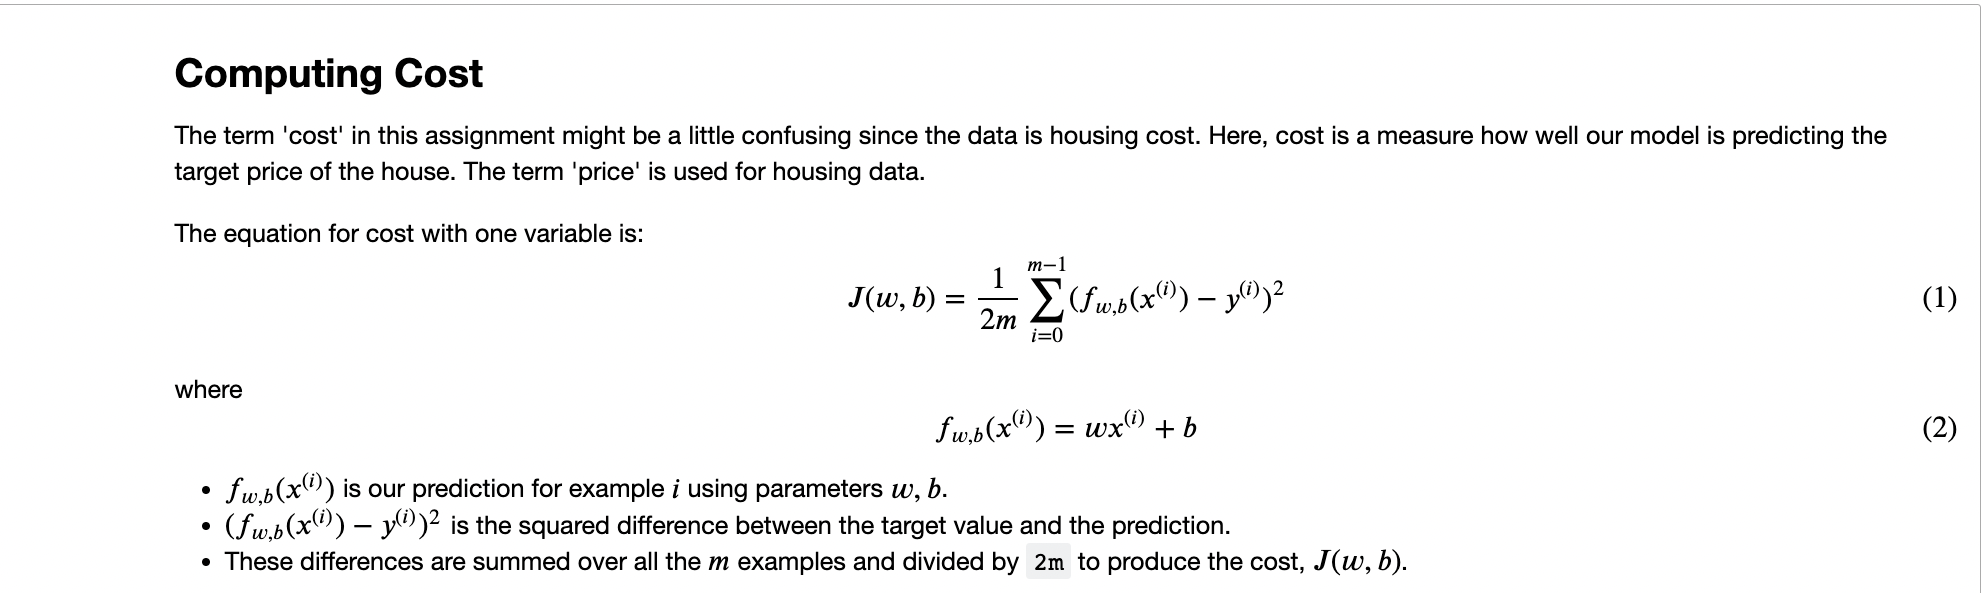 Computing Cost
The term 'cost' in this assignment might be a little confusing since the data is housing cost. Here, cost is a measure how well our model is predicting the
target price of the house. The term 'price' is used for housing data.
The equation for cost with one variable is:
$$J(w,b) = \frac{1}{2m} \sum_{i=0}^{m-1} (f_{w,b}(x^{(i)}) - y^{(i)})^2$$ (1)
where
$$f_{w,b}(x^{(i)}) = wx^{(i)} + b$$ (2)
• $f_{w,b}(x^{(i)})$ is our prediction for example $i$ using parameters $w, b$.
• $(f_{w,b}(x^{(i)}) - y^{(i)})^2$ is the squared difference between the target value and the prediction.
• These differences are summed over all the $m$ examples and divided by 2m to produce the cost, $J(w,b)$.